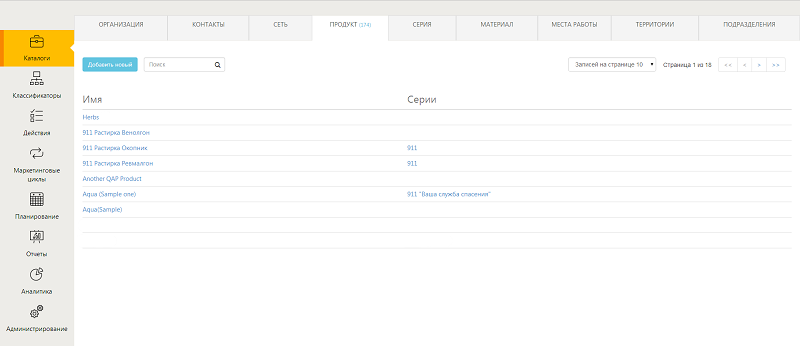 ОРГАНИЗАЦИЯ КОНТАКТЫ СЕТЬ ПРОДУКТ (174) СЕРИЯ МАТЕРИАЛ МЕСТА РАБОТЫ ТЕРРИТОРИИ ПОДРАЗДЕЛЕНИЯ
Каталоги
Классификаторы
Действия
Маркетинговые
циклы
Планирование
Отчеты
Аналитика
Администрирование
Добавить новый Поиск Записей на странице 10 Страница 1 из 18 << < > >>
Имя Серии
Herbs
911 Растирка Венолгон
911 Растирка Окопник 911
911 Растирка Ревмалгон 911
Another QAP Product
Aqua (Sample one) 911 "Ваша служба спасения"
Aqua(Sample)